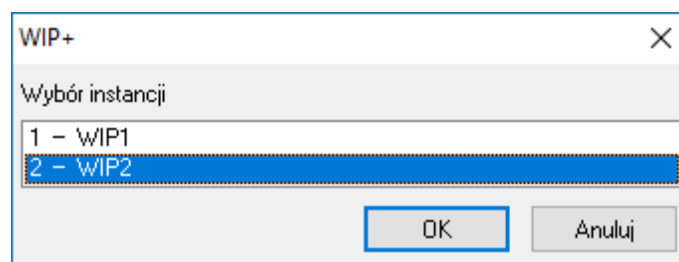 WIP+
Wybór instancji
1 – WIP1
2 – WIP2
OK
Anuluj